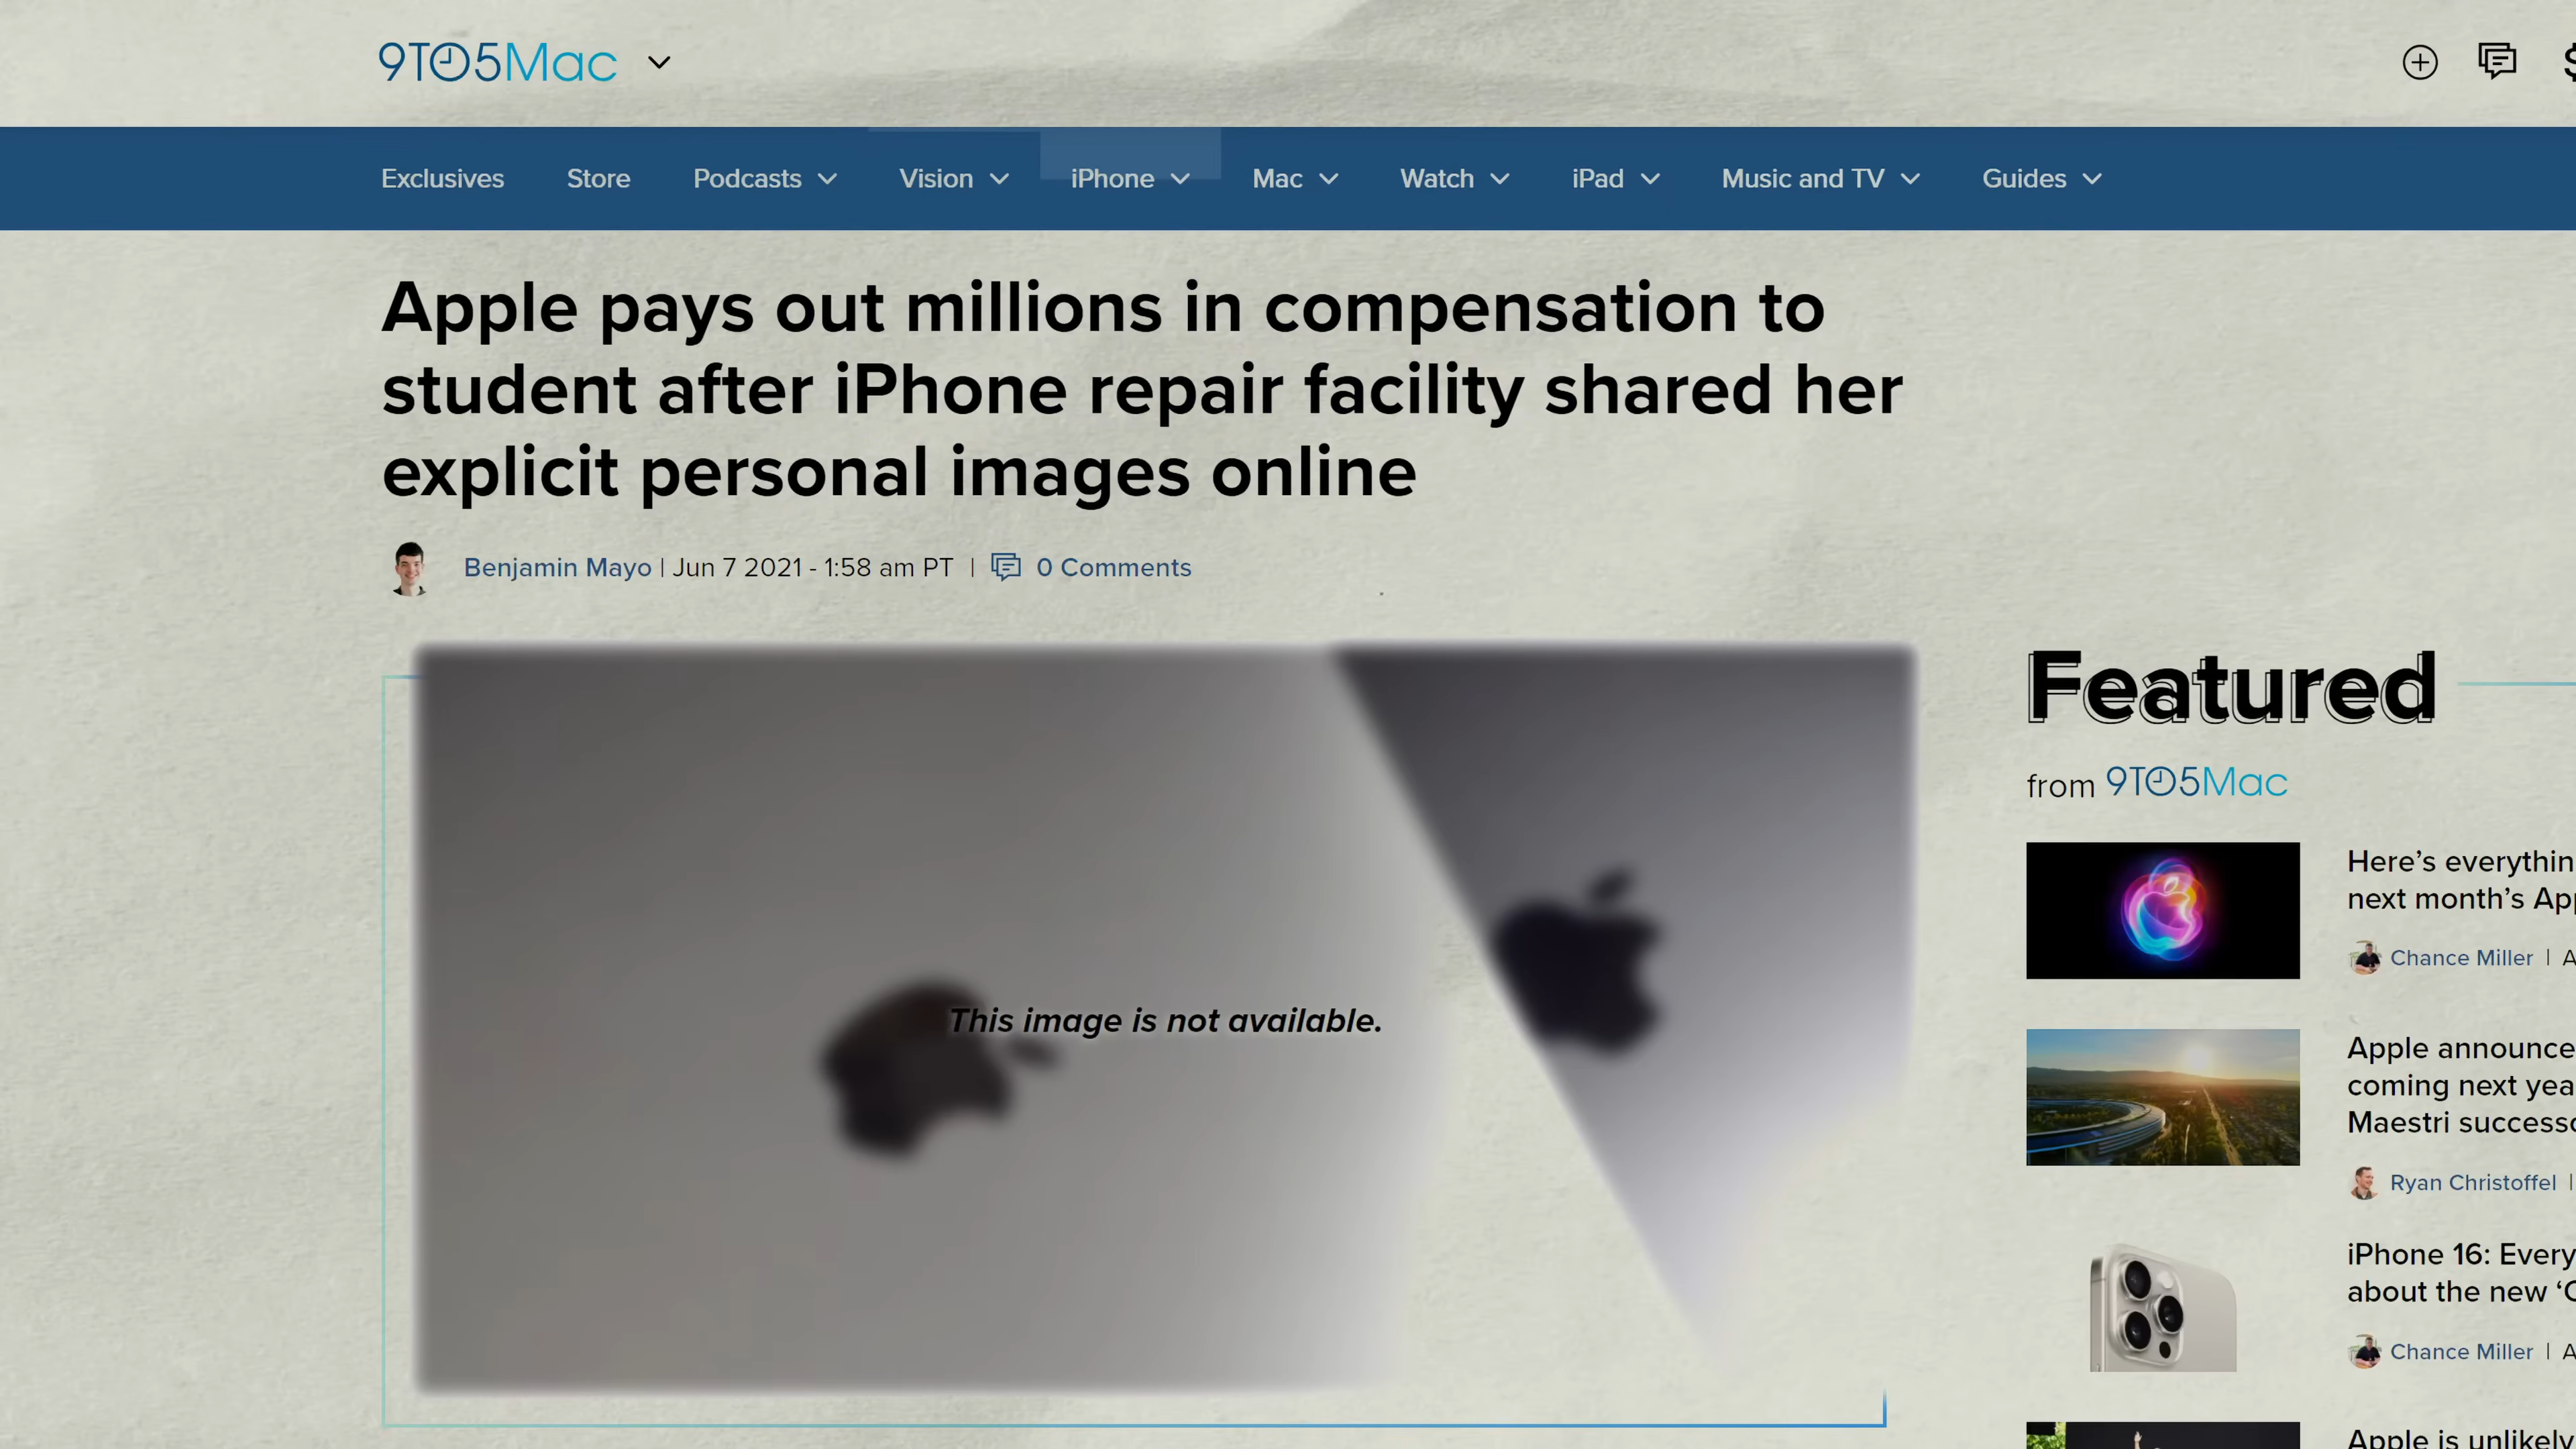 9TO5Mac
Exclusives Store Podcasts Vision iPhone Mac Watch iPad Music and TV Guides
Apple pays out millions in compensation to
student after iPhone repair facility shared her
explicit personal images online
Benjamin Mayo | Jun 7 2021 - 1:58 am PT | 0 Comments
This image is not available.
Featured
from 9TO5Mac
Here's everythin
next month's App
Chance Miller | A
Apple announce
coming next yea
Maestri successo
Ryan Christoffel |
iPhone 16: Every
about the new 'C
Chance Miller | A
Apple is unlikely